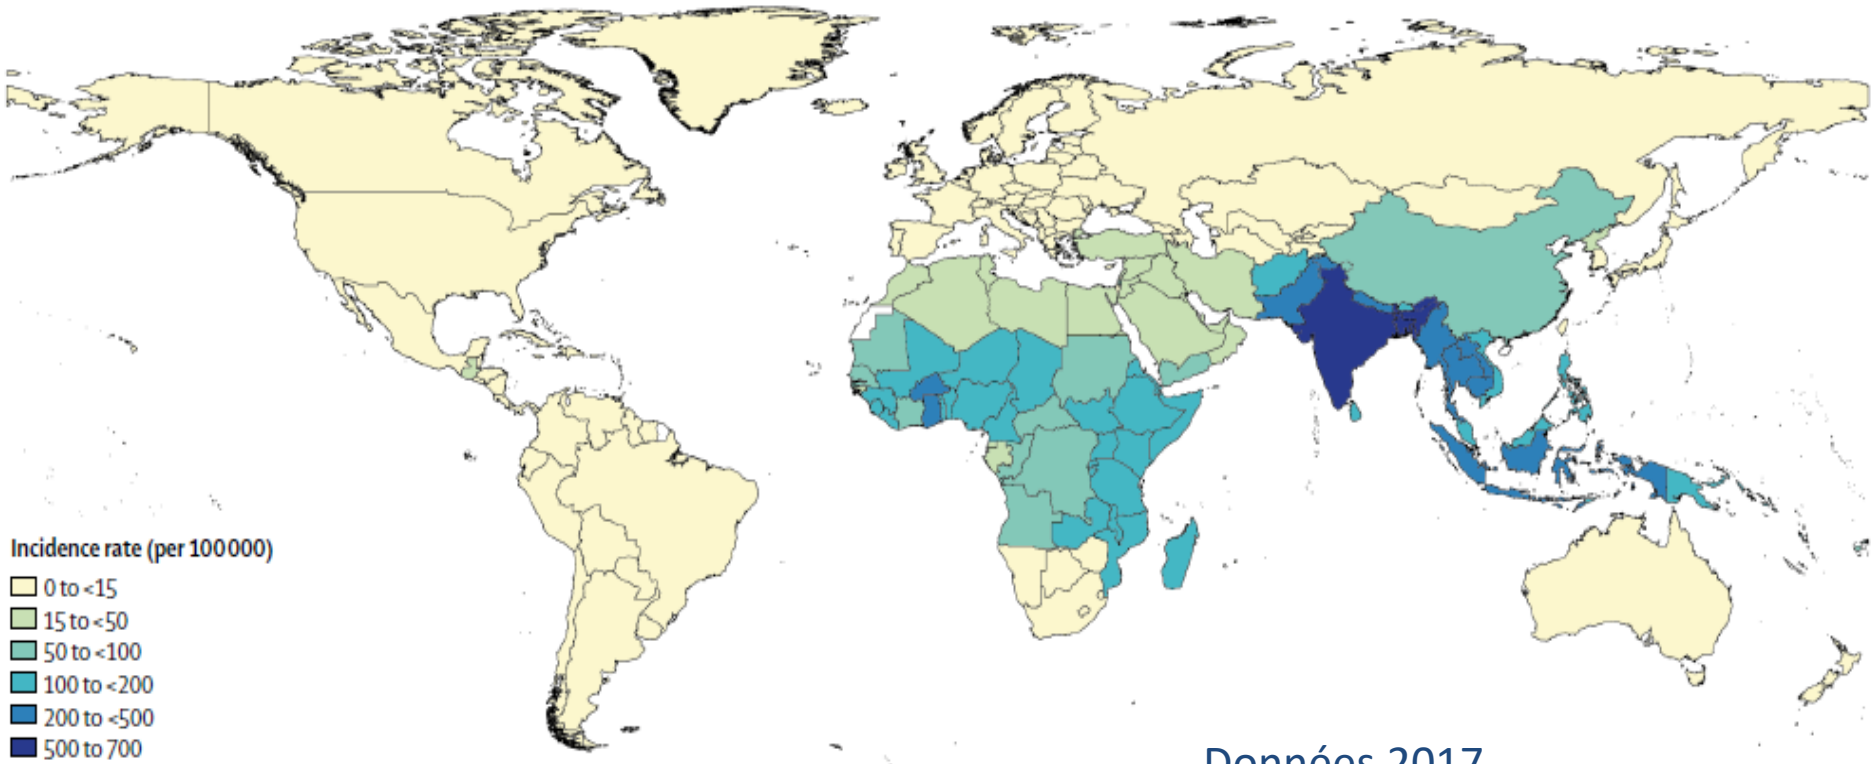 Incidence rate (per 100 000)
0 to <15
15 to <50
50 to <100
100 to <200
200 to <500
500 to 700
Données 2017